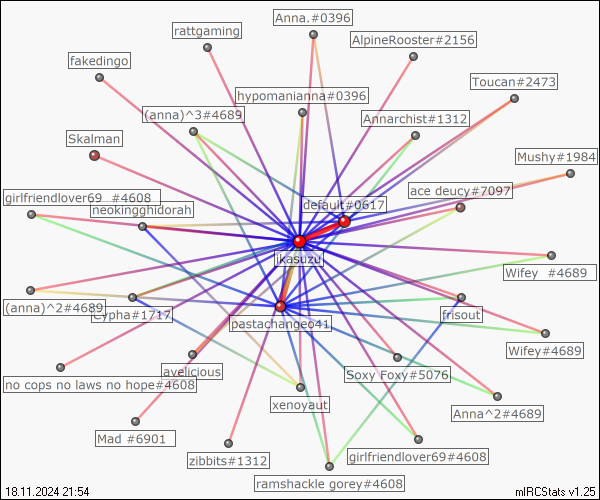 Anna.#0396
rattgaming
AlpineRooster#2156
fakedingo
Toucan#2473
hypomanianna#0396
(anna)^3#4689
Annarchist#1312
Skalman
Mushy#1984
ace deucy#7097
girlfriendlover69_ #4608
default#0617
neokingghidorah
ikasuzu
Wifey_ #4689
(anna)^2#4689
Cypha#1717
frisout
pastachangeo41
Wifey#4689
avelicious
Soxy Foxy#5076
no cops no laws no hope#4608
xenoyaut
Anna^2#4689
Mad #6901
zibbits#1312
girlfriendlover69#4608
ramshackle gorey#4608
18.11.2024 21:54
mIRCStats v1.25